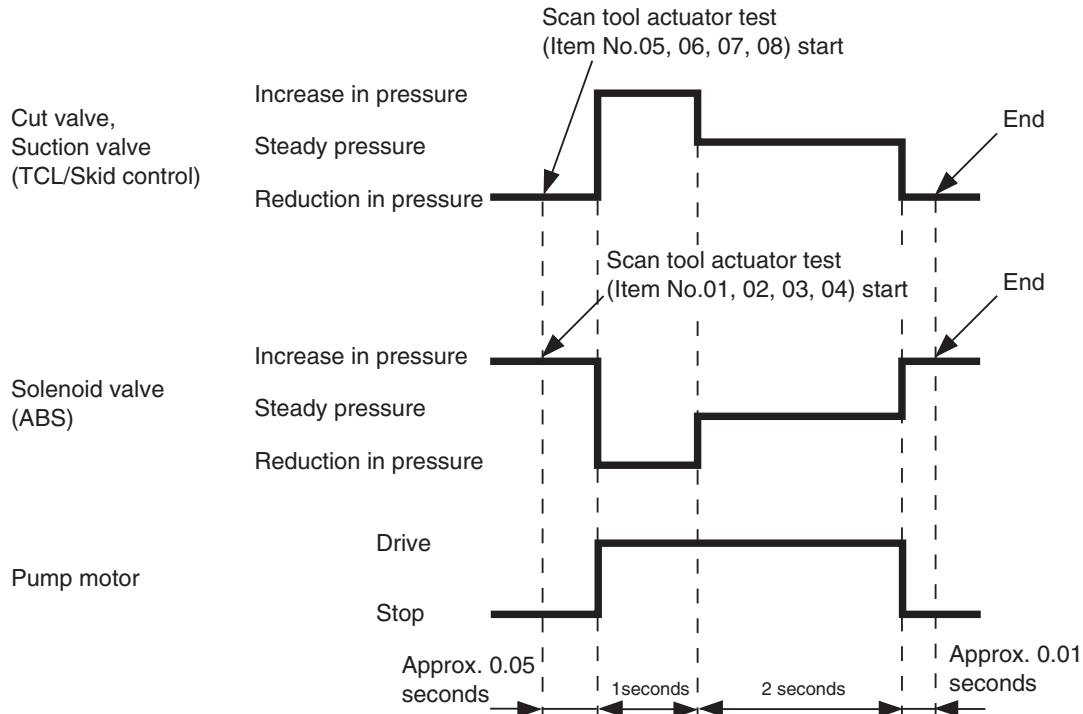 Scan tool actuator test
(Item No.05, 06, 07, 08) start
Cut valve,
Suction valve
(TCL/Skid control)
Increase in pressure
Steady pressure
Reduction in pressure
End
Scan tool actuator test
(Item No.01, 02, 03, 04) start
End
Solenoid valve
(ABS)
Increase in pressure
Steady pressure
Reduction in pressure
Pump motor
Drive
Stop
Approx. 0.05
seconds
1seconds
2 seconds
Approx. 0.01
seconds